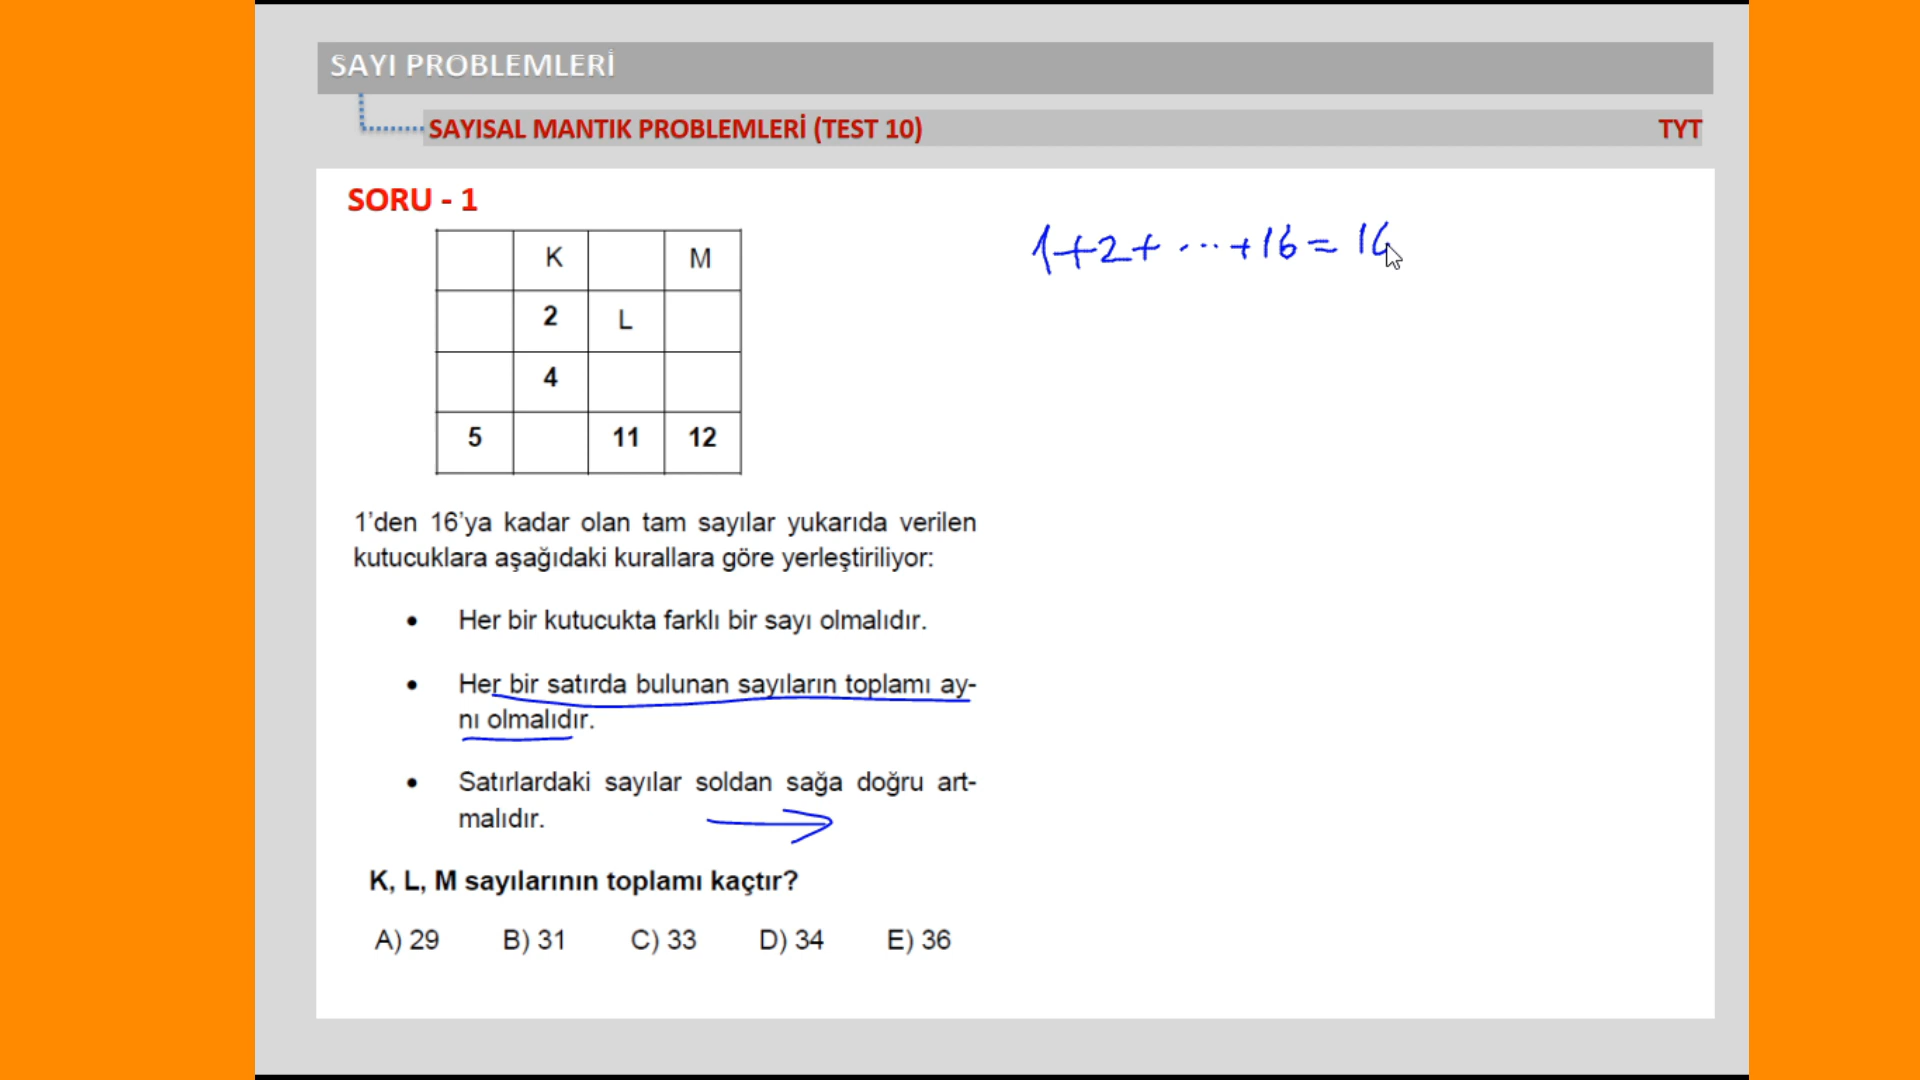 SAYI PROBLEMLERİ
SAYISAL MANTIK PROBLEMLERİ (TEST 10) TYT
SORU - 1
1+2+ ... +16= 16
K M
2 L
4
5 11 12
1’den 16’ya kadar olan tam sayılar yukarıda verilen
kutucuklara aşağıdaki kurallara göre yerleştiriliyor:
• Her bir kutucukta farklı bir sayı olmalıdır.
• Her bir satırda bulunan sayıların toplamı ay-
nı olmalıdır.
• Satırlardaki sayılar soldan sağa doğru art-
malıdır.
K, L, M sayılarının toplamı kaçtır?
A) 29 B) 31 C) 33 D) 34 E) 36